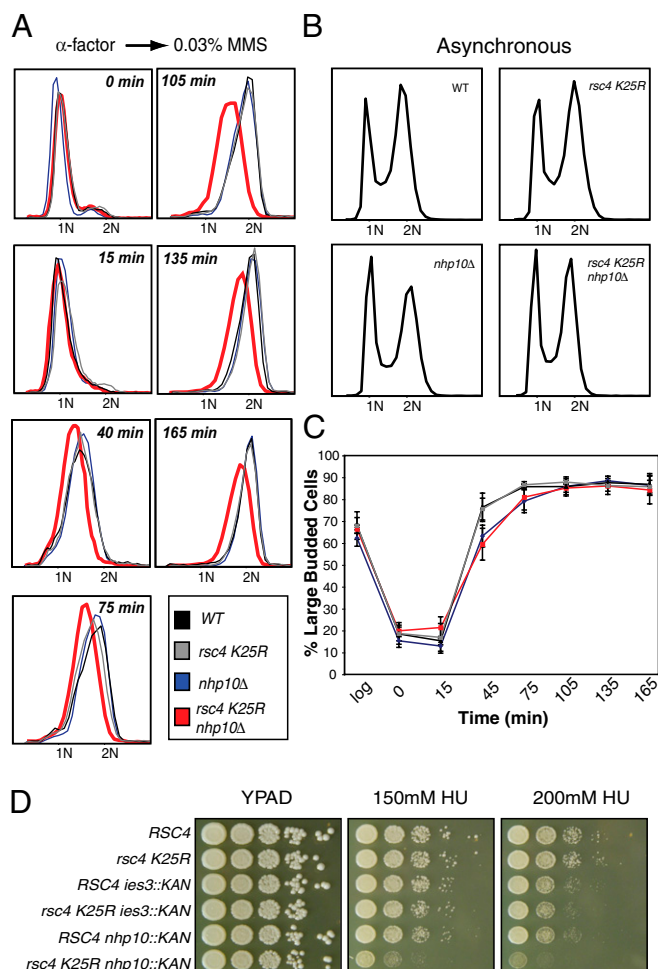 A
α-factor → 0.03% MMS
0 min
1N 2N
105 min
1N 2N
15 min
1N 2N
135 min
1N 2N
40 min
1N 2N
165 min
1N 2N
75 min
1N 2N
WT
rsc4 K25R
nhp10Δ
rsc4 K25R
nhp10Δ
B
Asynchronous
WT
1N 2N
rsc4 K25R
1N 2N
nhp10Δ
1N 2N
rsc4 K25R
nhp10Δ
1N 2N
C
% Large Budded Cells
100
90
80
70
60
50
40
30
20
10
0
log 0 15 45 75 105 135 165
Time (min)
D
YPAD 150mM HU 200mM HU
RSC4
rsc4 K25R
RSC4 ies3::KAN
rsc4 K25R ies3::KAN
RSC4 nhp10::KAN
rsc4 K25R nhp10::KAN